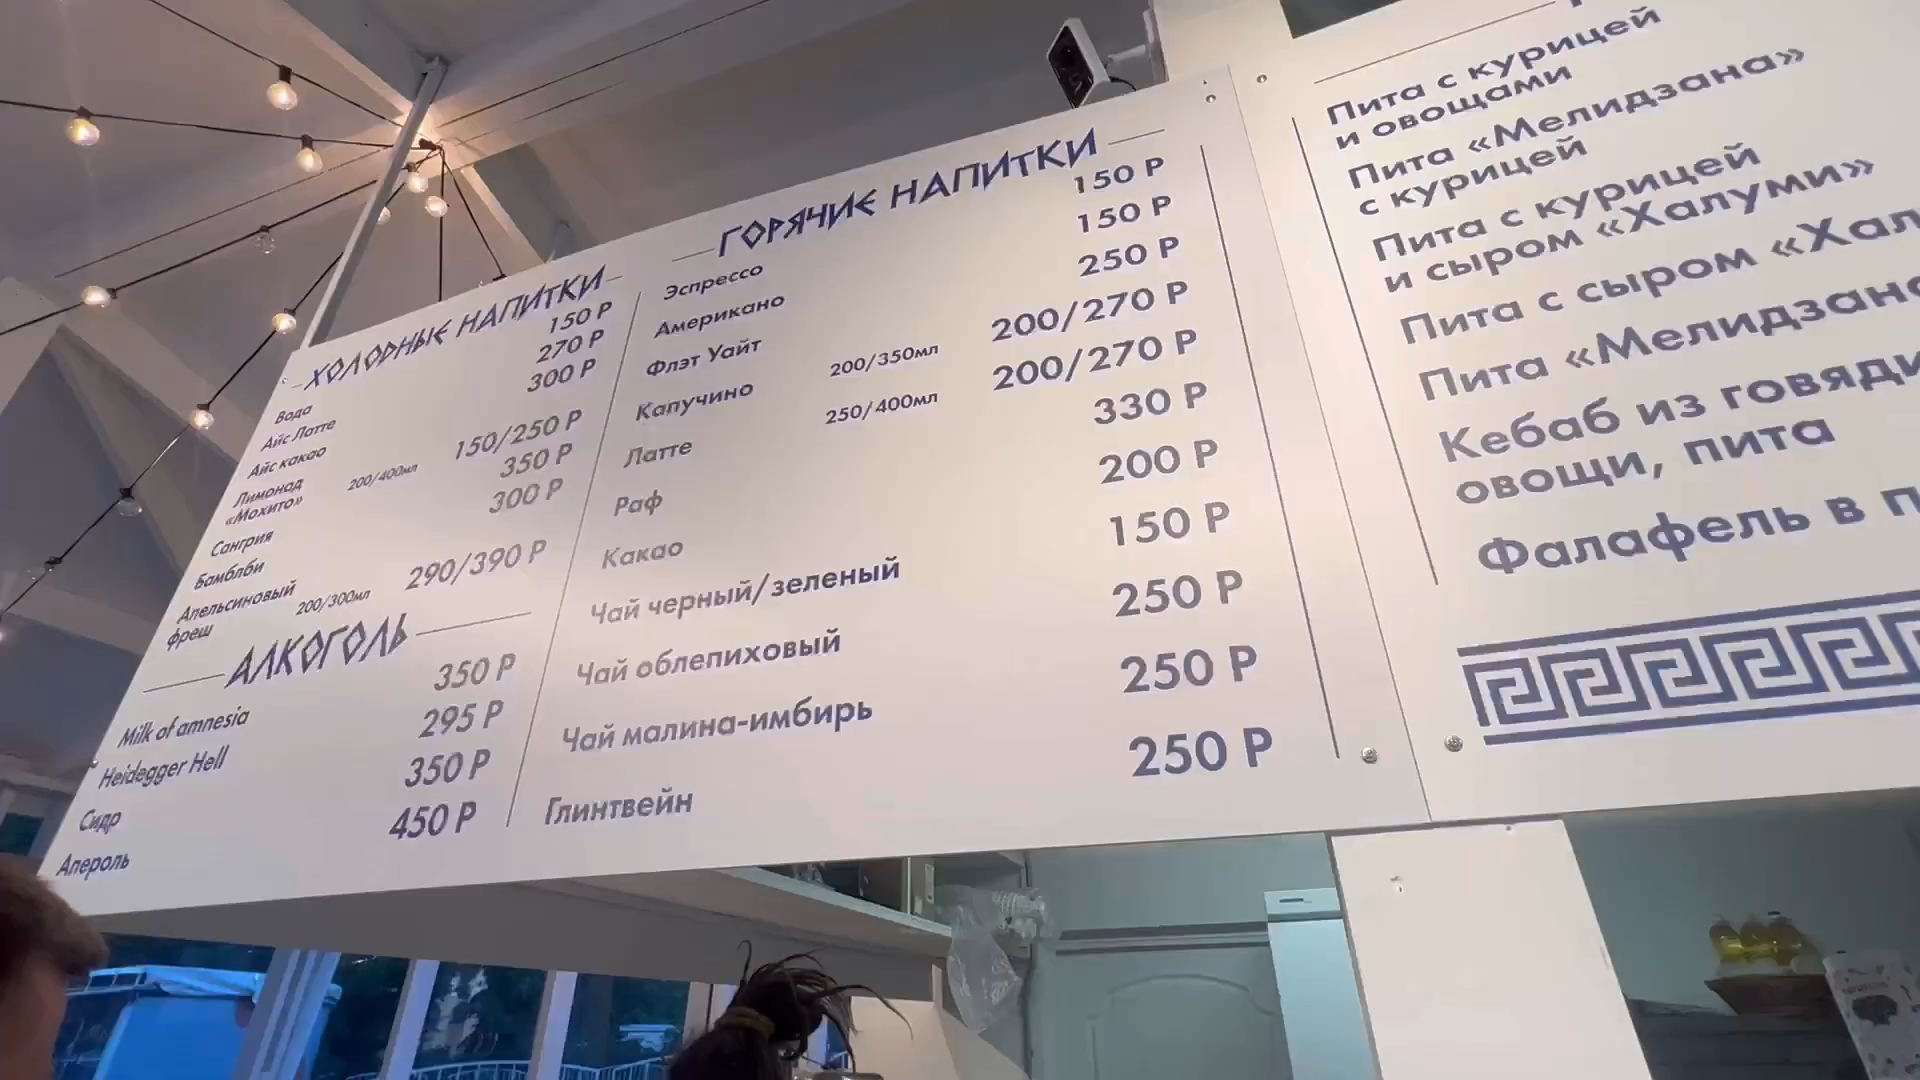 ХОЛОДНЫЕ НАПИТКИ
Вода 150 Р
Айс Латте 270 Р
Айс какао 300 Р
Лимонад
«Мохито» 200/400мл 150/250 Р
Сангрия 350 Р
Бамблби 300 Р
Апельсиновый
фреш 200/300мл 290/390 Р
АЛКОГОЛЬ
Milk of amnesia 350 Р
Heidegger Hell 295 Р
Сидр 350 Р
Апероль 450 Р
ГОРЯЧИЕ НАПИТКИ
Эспрессо 150 Р
Американо 150 Р
Флэт Уайт 250 Р
Капучино 200/350мл 200/270 Р
Латте 250/400мл 200/270 Р
Раф 330 Р
Какао 200 Р
Чай черный/зеленый 150 Р
Чай облепиховый 250 Р
Чай малина-имбирь 250 Р
Глинтвейн 250 Р
Пита с курицей
и овощами
Пита «Мелидзана»
с курицей
Пита с курицей
и сыром «Халуми»
Пита с сыром «Хал
Пита «Мелидзана
Кебаб из говяди
овощи, пита
Фалафель в п